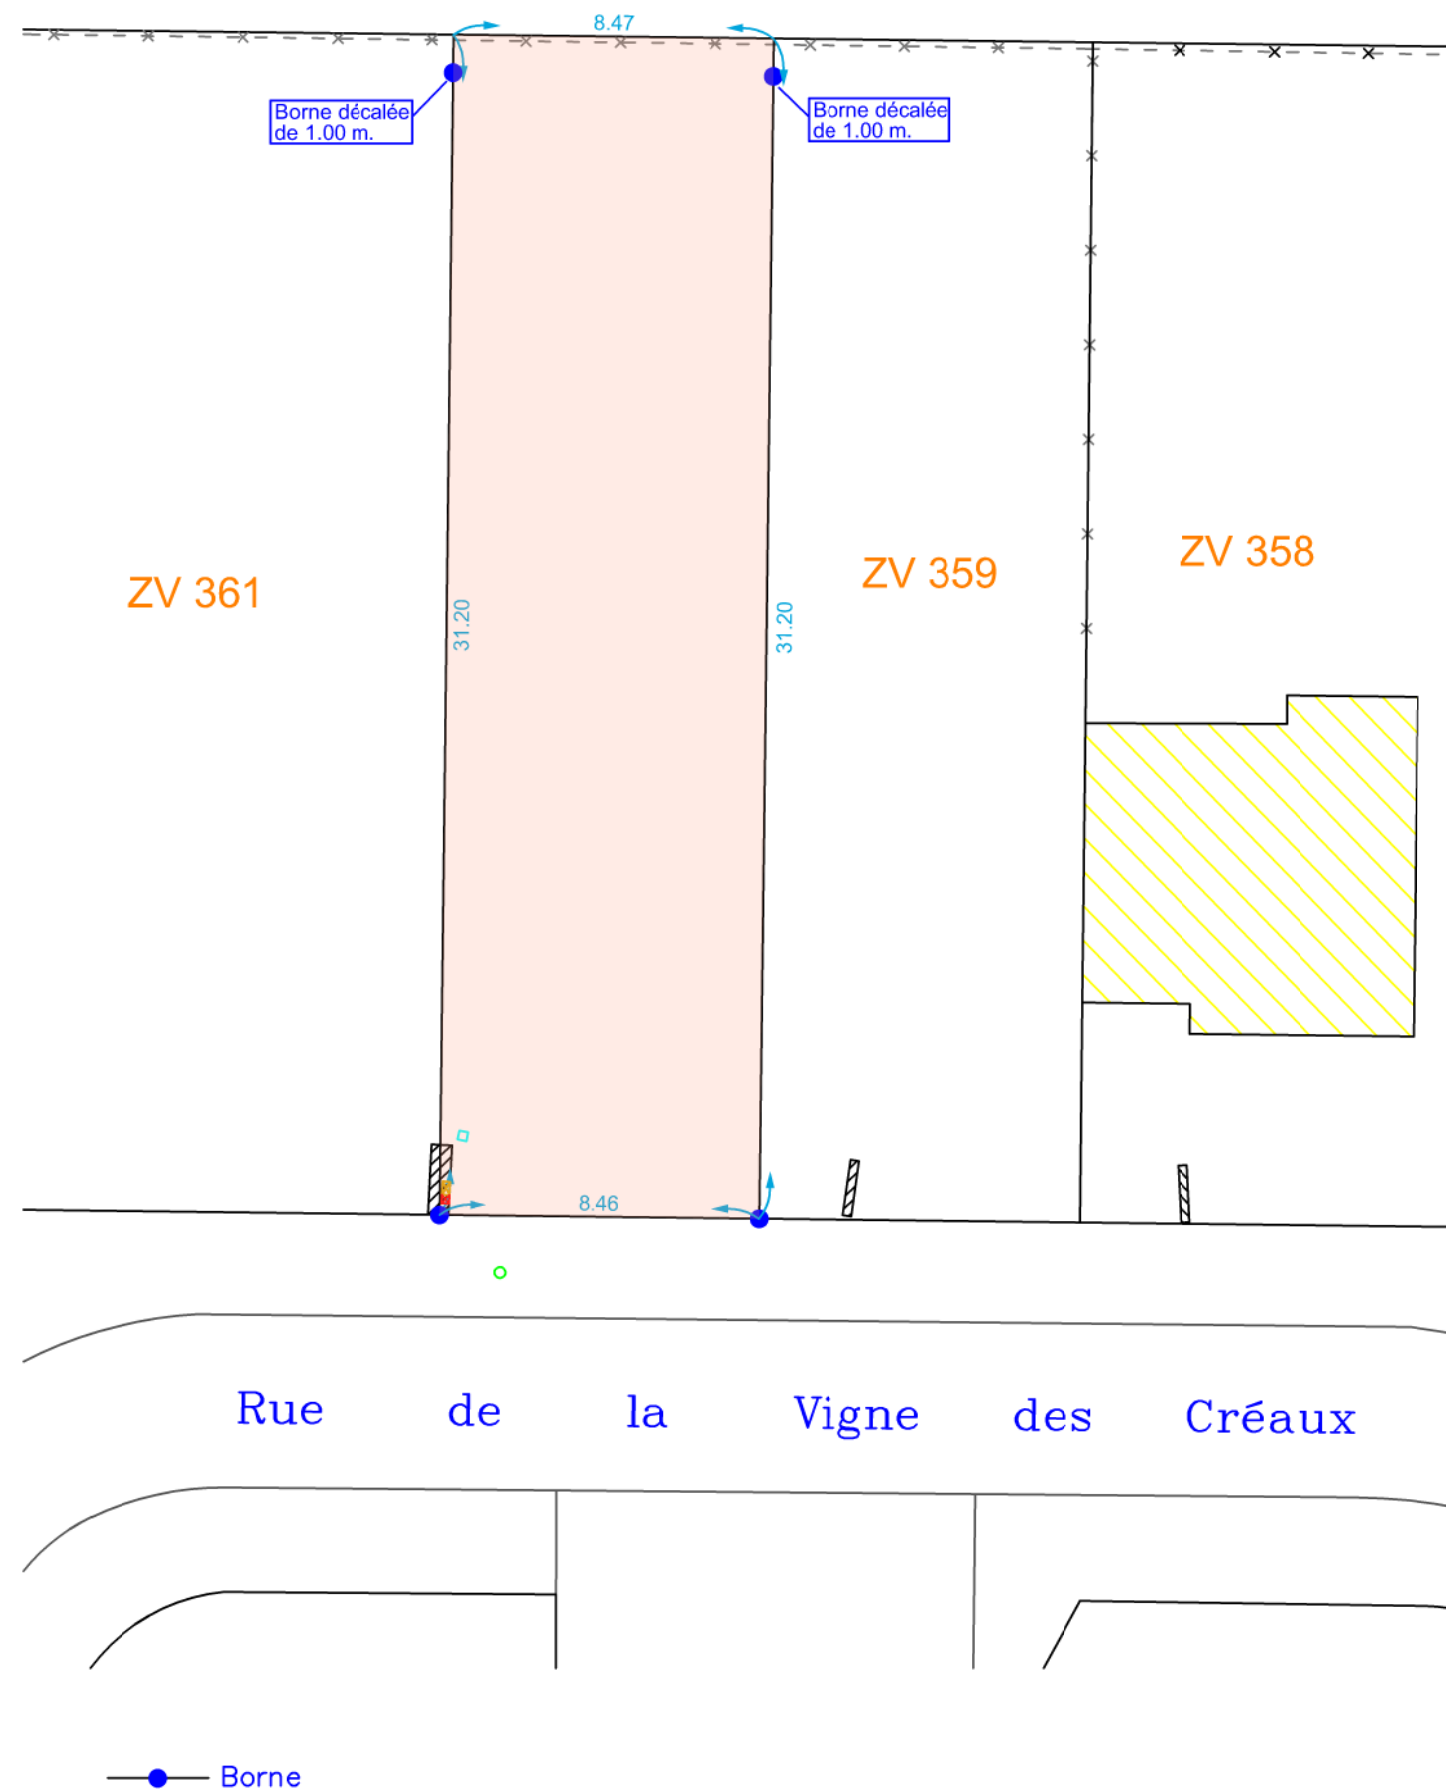 8.47
Borne décalée
de 1.00 m.
Borne décalée
de 1.00 m.
ZV 361
31.20
31.20
ZV 359
ZV 358
8.46
Rue de la Vigne des Créaux
Borne